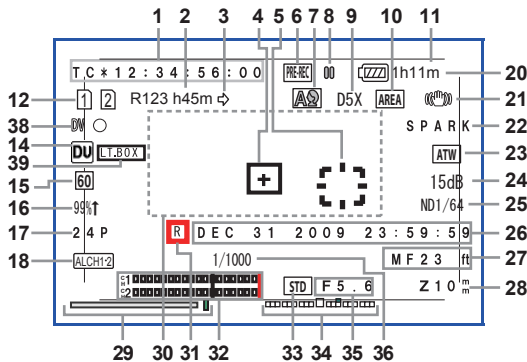 1 2 3 4 5 6 7 8 9 10 11
TC*12:34:56:00 PRE-REC 00 1h11m 20
R123 h45m ⇨ D5X AREA
12 1 2 21
38 DV SPARK 22
14 DU LT.BOX ATW 23
39
15 60 15dB 24
16 99%↑ ND1/64 25
17 24P R DEC 31 2009 23:59:59 26
18 ALCH1·2 1/1000 MF23 ft 27
CH1 CH2 STD F5.6 Z10mm 28
29 30 31 32 33 34 35 36